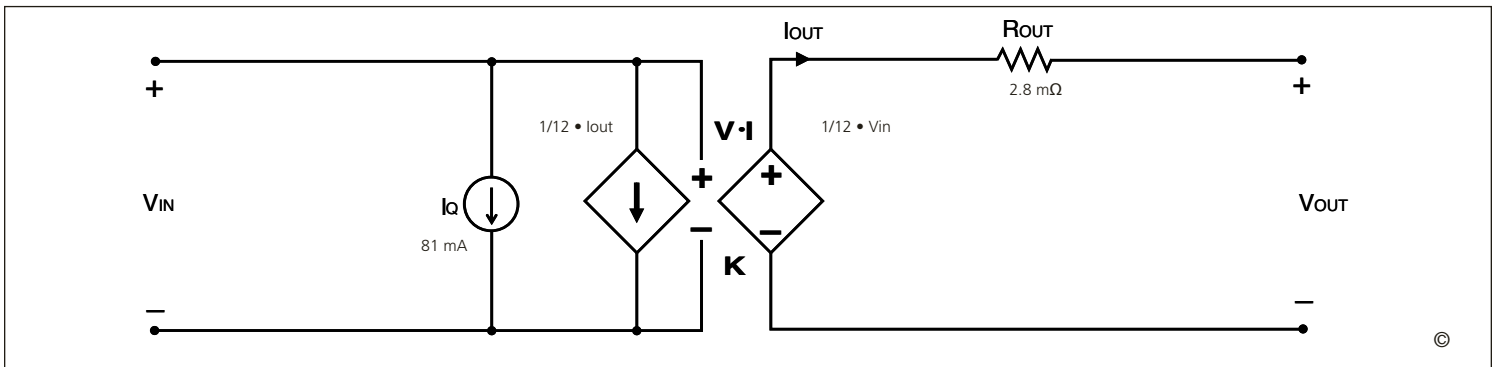 IOUT
ROUT
2.8 mΩ
+
+
1/12 • Iout
V•I
1/12 • Vin
+
+
VIN
IQ
VOUT
81 mA
–
–
K
–
–
©